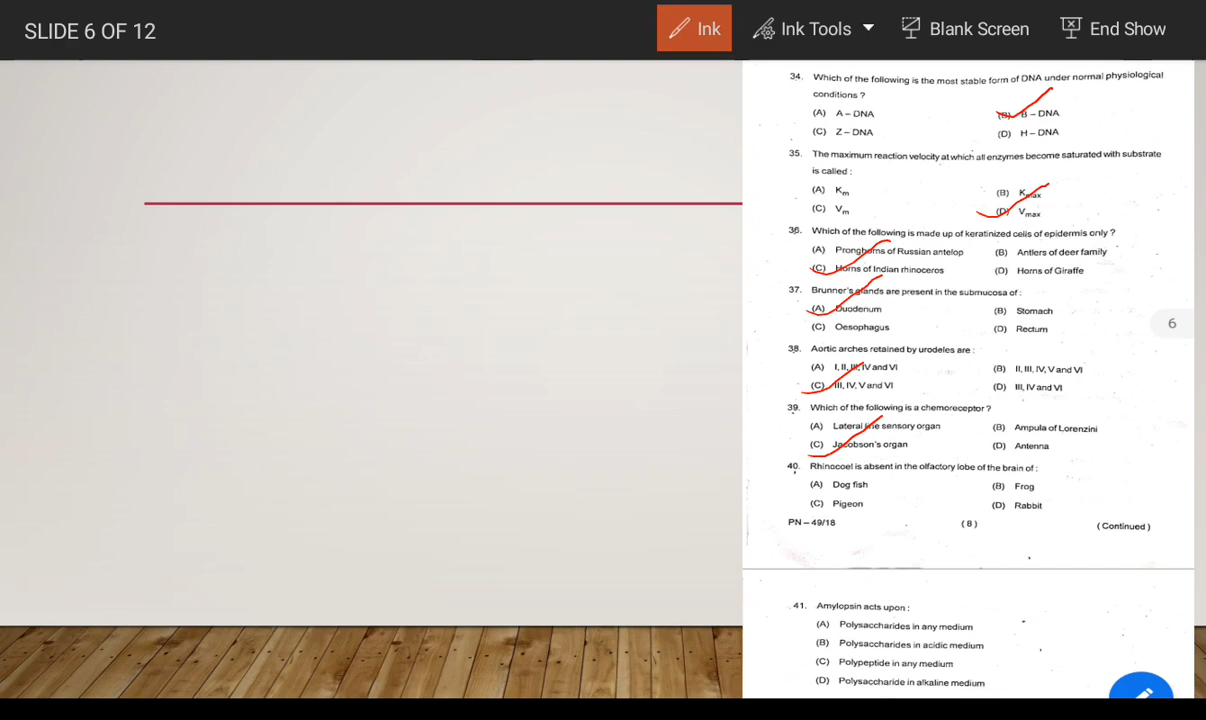 SLIDE 6 OF 12
Ink
Ink Tools
Blank Screen
End Show
34. Which of the following is the most stable form of DNA under normal physiological
conditions ?
(A) A – DNA (B) B – DNA
(C) Z – DNA (D) H – DNA
35. The maximum reaction velocity at which all enzymes become saturated with substrate
is called :
(A) Km (B) Kmax
(C) Vm (D) Vmax
36. Which of the following is made up of keratinized cells of epidermis only ?
(A) Pronghorns of Russian antelop (B) Antlers of deer family
(C) Horns of Indian rhinoceros (D) Horns of Giraffe
37. Brunner's glands are present in the submucosa of :
(A) Duodenum (B) Stomach
(C) Oesophagus (D) Rectum
38. Aortic arches retained by urodeles are :
(A) I, II, III, IV and VI (B) II, III, IV, V and VI
(C) III, IV, V and VI (D) III, IV and VI
39. Which of the following is a chemoreceptor ?
(A) Lateral line sensory organ (B) Ampula of Lorenzini
(C) Jacobson's organ (D) Antenna
40. Rhinocoel is absent in the olfactory lobe of the brain of :
(A) Dog fish (B) Frog
(C) Pigeon (D) Rabbit
PN – 49/18 (8) (Continued)
6
41. Amylopsin acts upon :
(A) Polysaccharides in any medium
(B) Polysaccharides in acidic medium
(C) Polypeptide in any medium
(D) Polysaccharide in alkaline medium